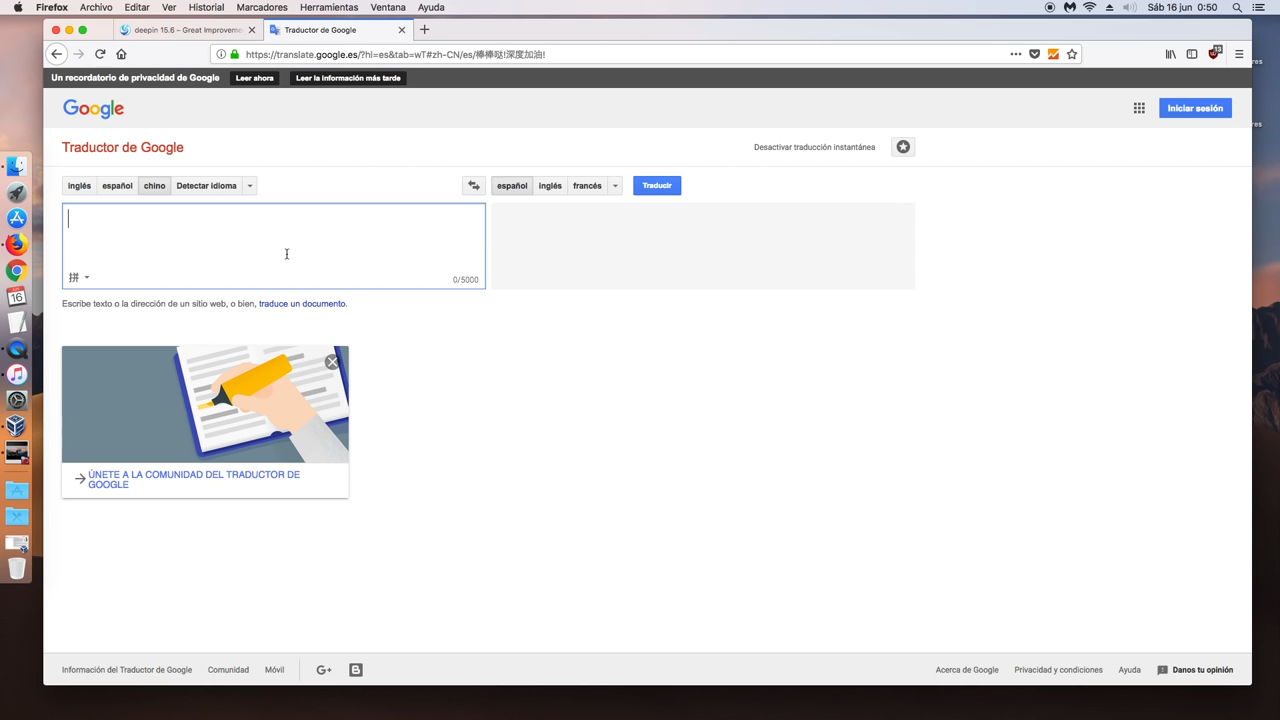 Firefox Archivo Editar Ver Historial Marcadores Herramientas Ventana Ayuda
Sáb 16 jun 0:50
deepin 15.6 – Great Improveme
Traductor de Google
https://translate.google.es/?hl=es&tab=wT#zh-CN/es/棒棒哒!深度加油!
Un recordatorio de privacidad de Google Leer ahora Leer la información más tarde
Google
Iniciar sesión
Traductor de Google
Desactivar traducción instantánea
inglés español chino Detectar idioma
español inglés francés Traducir
拼
0/5000
Escribe texto o la dirección de un sitio web, o bien, traduce un documento.
ÚNETE A LA COMUNIDAD DEL TRADUCTOR DE
GOOGLE
Información del Traductor de Google Comunidad Móvil G+ B
Acerca de Google Privacidad y condiciones Ayuda Danos tu opinión
16